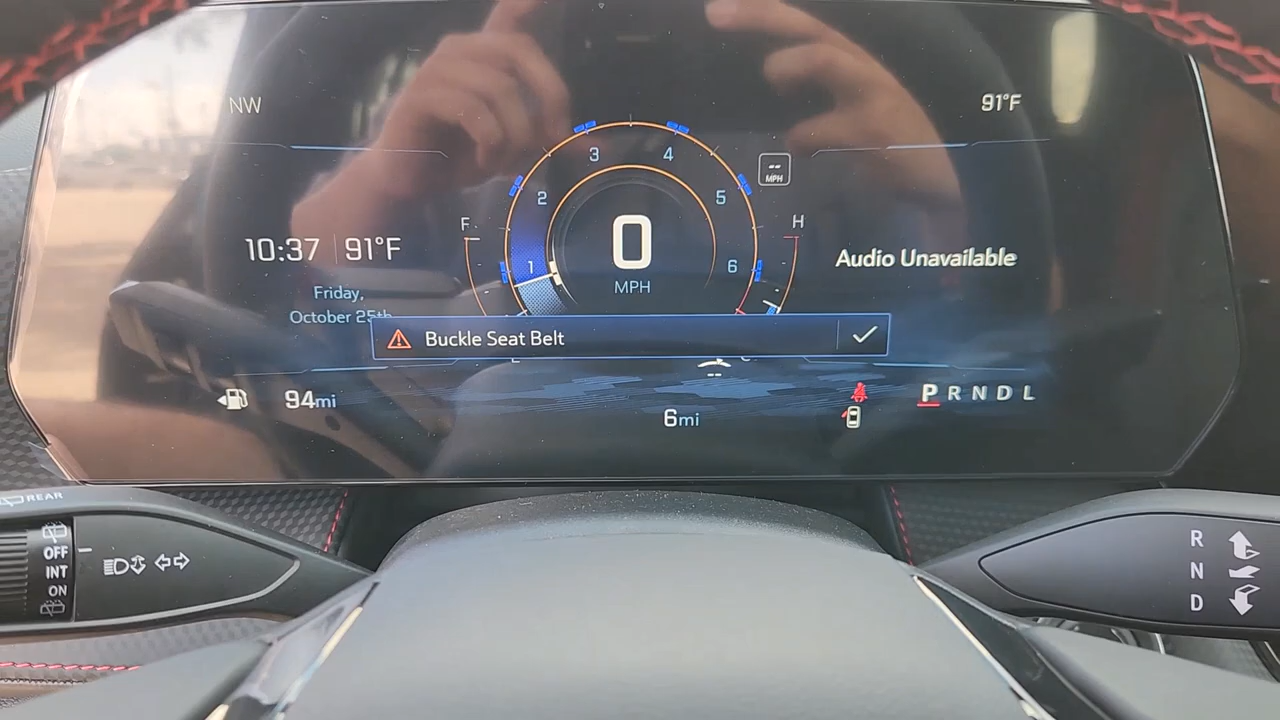 NW
91°F
3
4
--
MPH
2
5
F
H
10:37
91°F
0
Audio Unavailable
1
6
MPH
Friday,
October 25th
Buckle Seat Belt
94mi
--
6mi
P R N D L
REAR
OFF
INT
ON
R
N
D